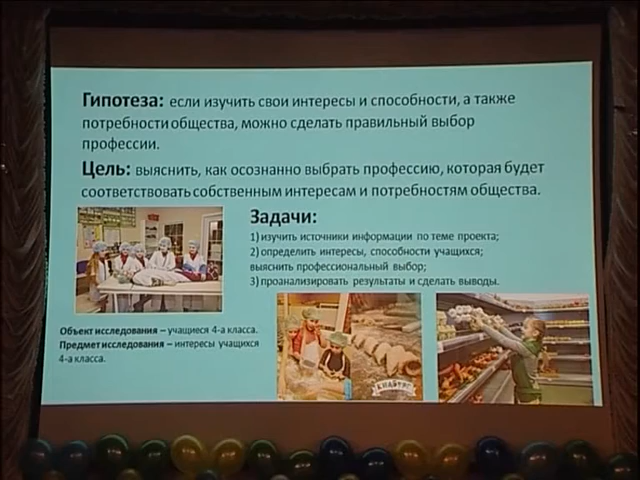 Гипотеза: если изучить свои интересы и способности, а также
потребности общества, можно сделать правильный выбор
профессии.
Цель: выяснить, как осознанно выбрать профессию, которая будет
соответствовать собственным интересам и потребностям общества.
Задачи:
1) изучить источники информации по теме проекта;
2) определить интересы, способности учащихся;
выяснить профессиональный выбор;
3) проанализировать результаты и сделать выводы.
Объект исследования – учащиеся 4-а класса.
Предмет исследования – интересы учащихся
4-а класса.